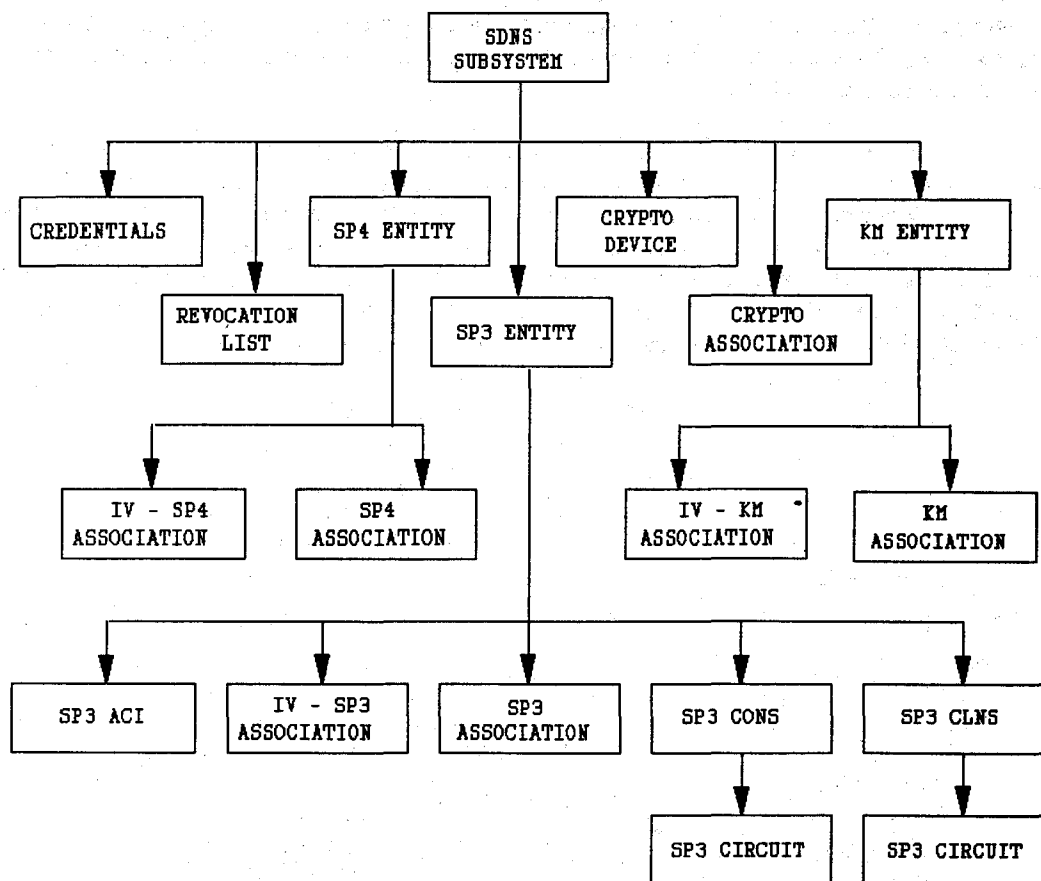 SDNS
SUBSYSTEM
CREDENTIALS
SP4 ENTITY
CRYPTO
DEVICE
KM ENTITY
REVOCATION
LIST
SP3 ENTITY
CRYPTO
ASSOCIATION
IV - SP4
ASSOCIATION
SP4
ASSOCIATION
IV - KM
ASSOCIATION
KM
ASSOCIATION
SP3 ACI
IV - SP3
ASSOCIATION
SP3
ASSOCIATION
SP3 CONS
SP3 CLNS
SP3 CIRCUIT
SP3 CIRCUIT